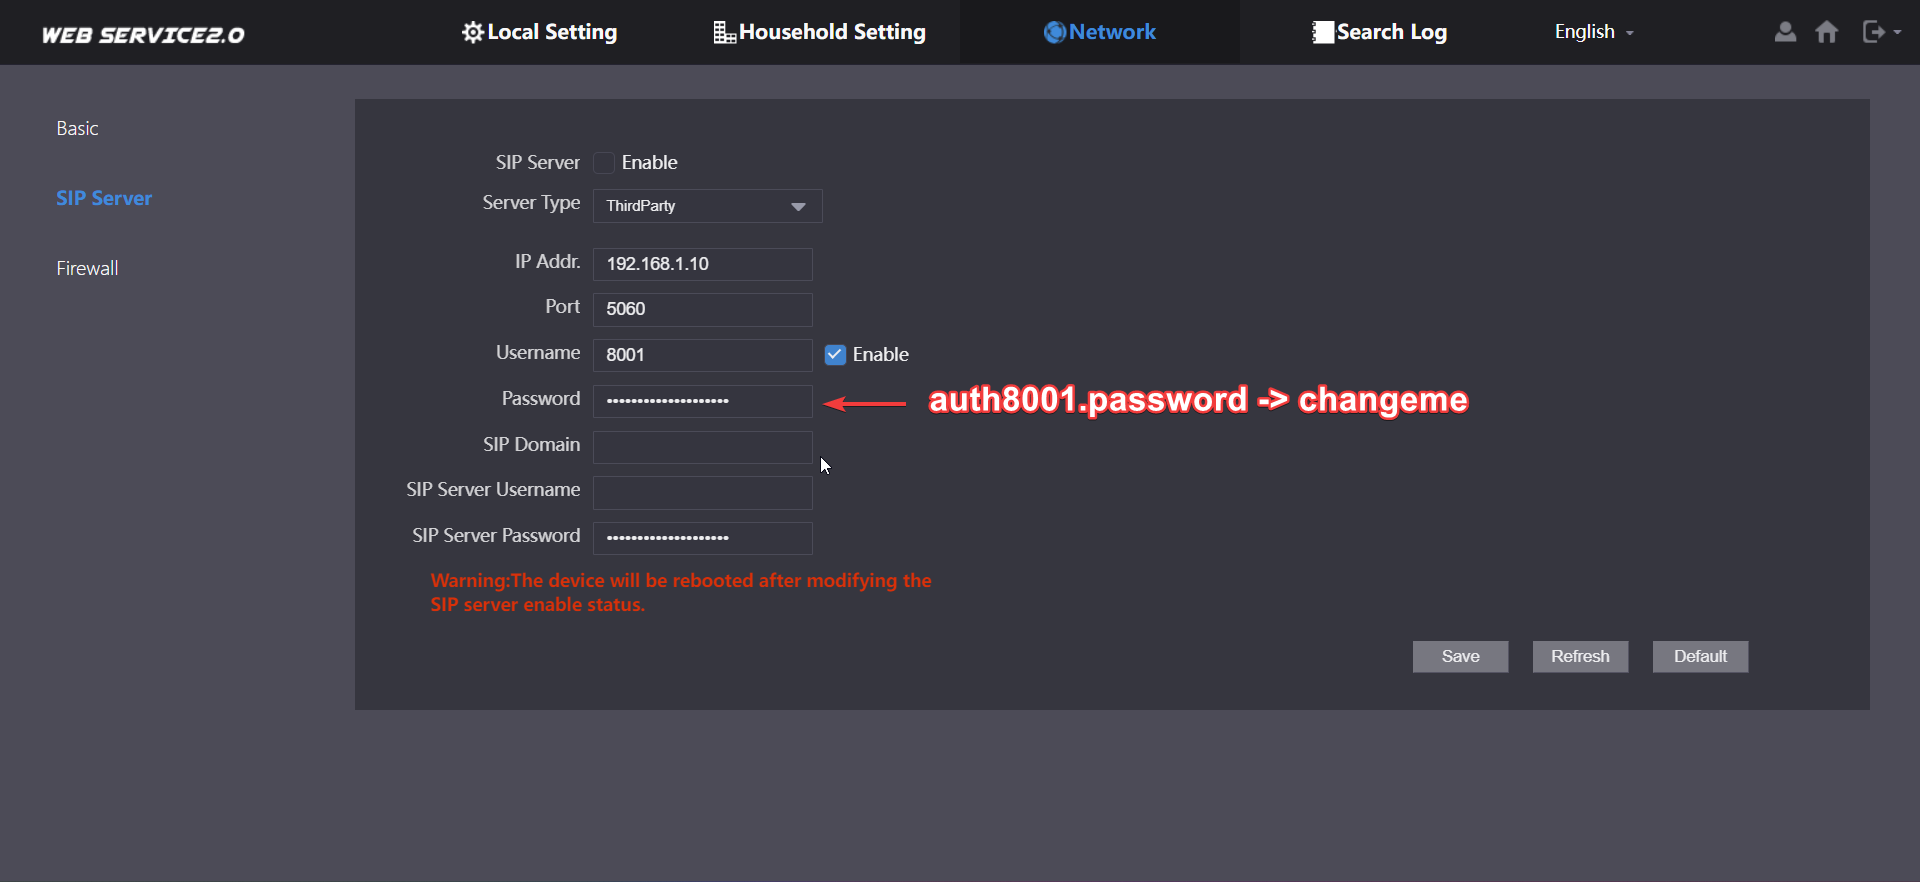 WEB SERVICE2.0
Local Setting
Household Setting
Network
Search Log
English
Basic
SIP Server
Firewall
SIP Server Enable
Server Type ThirdParty
IP Addr. 192.168.1.10
Port 5060
Username 8001 Enable
Password •••••••••••••••••••• auth8001.password -> changeme
SIP Domain
SIP Server Username
SIP Server Password ••••••••••••••••••••
Warning:The device will be rebooted after modifying the
SIP server enable status.
Save Refresh Default